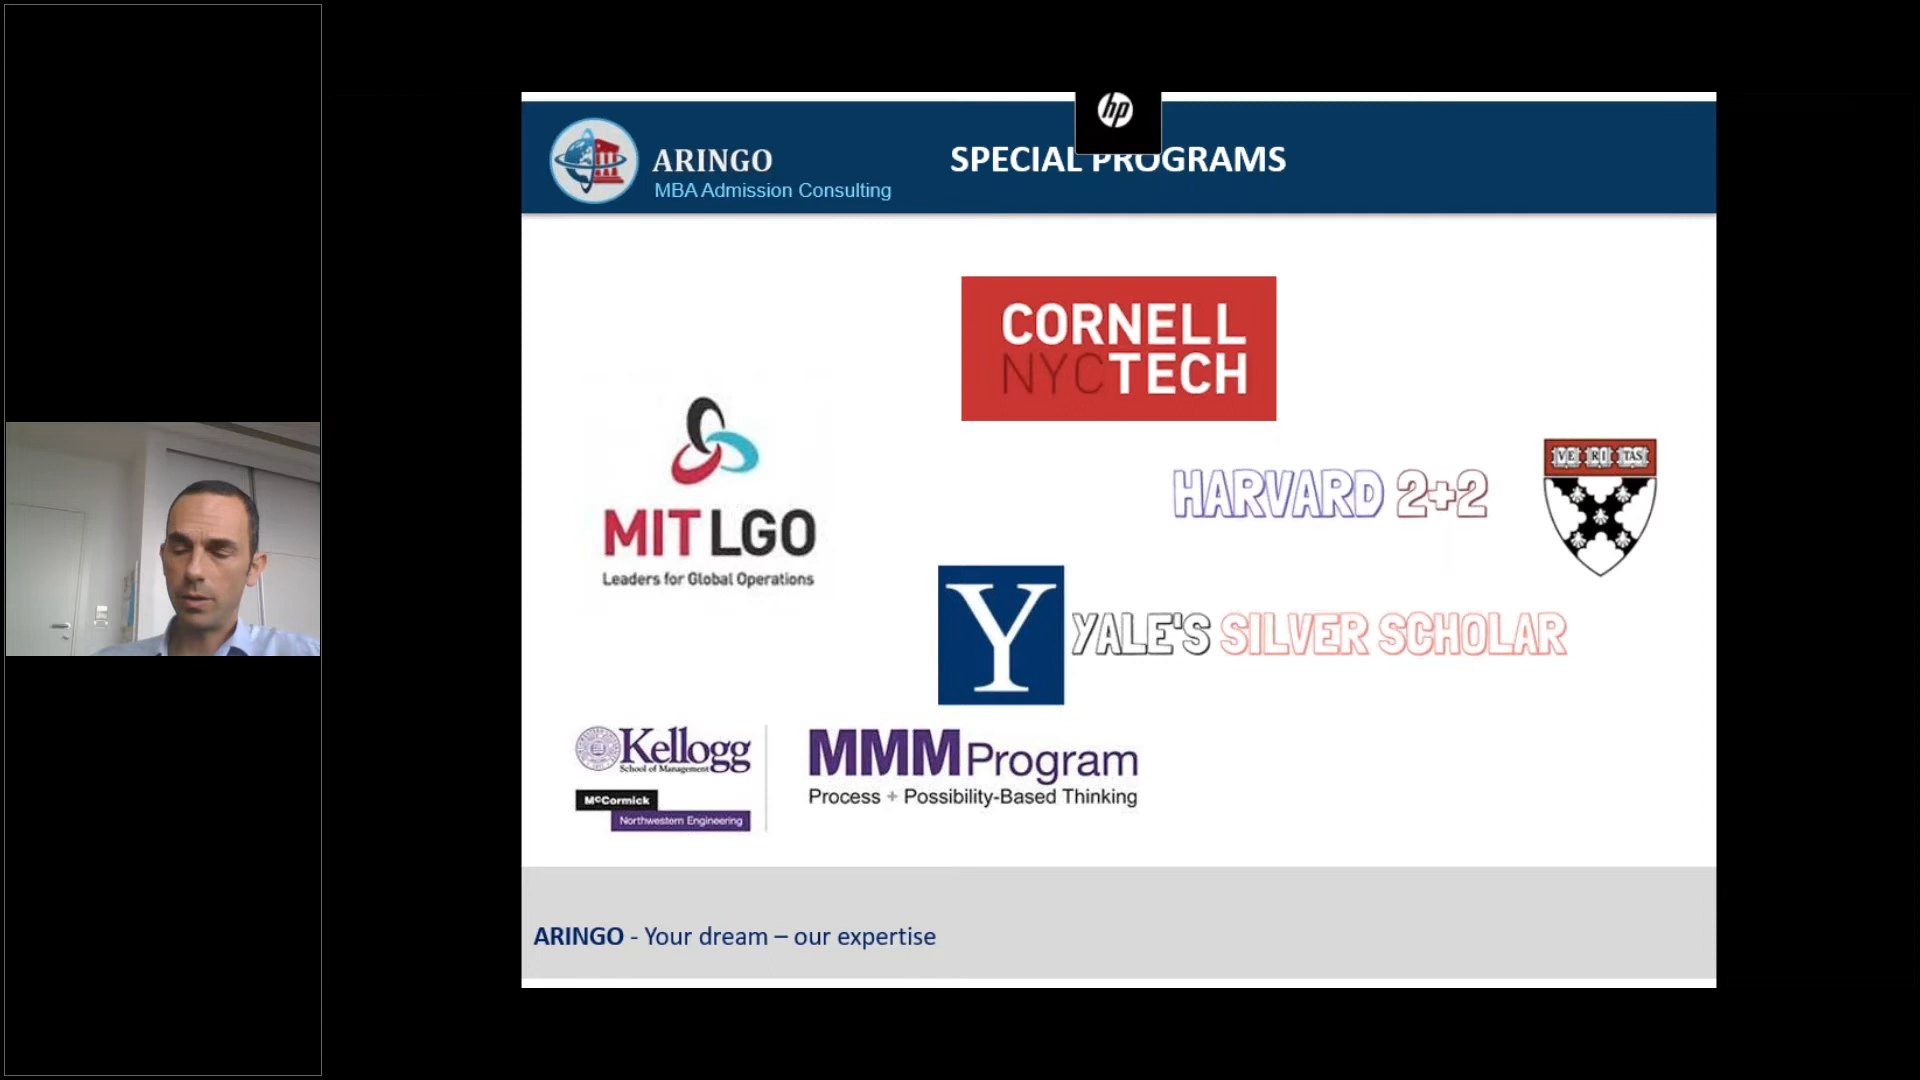 hp
ARINGO
MBA Admission Consulting
SPECIAL PROGRAMS
CORNELL
NYCTECH
MIT LGO
Leaders for Global Operations
HARVARD 2+2
VE RI TAS
Y
YALE'S SILVER SCHOLAR
Kellogg
School of Management
McCormick
Northwestern Engineering
MMM Program
Process + Possibility-Based Thinking
ARINGO - Your dream – our expertise